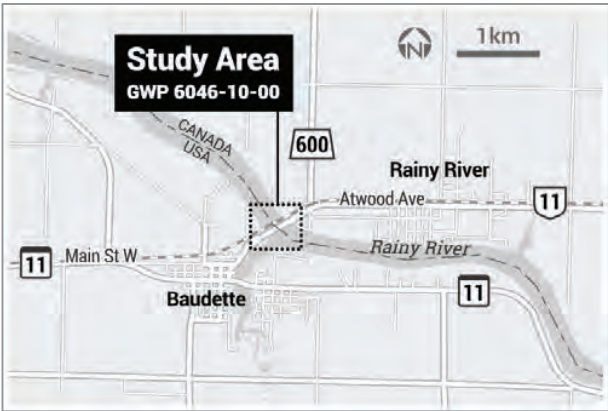 Study Area
GWP 6046-10-00
N
1km
CANADA
USA
600
Rainy River
Atwood Ave
11
Rainy River
Main St W
11
11
Baudette